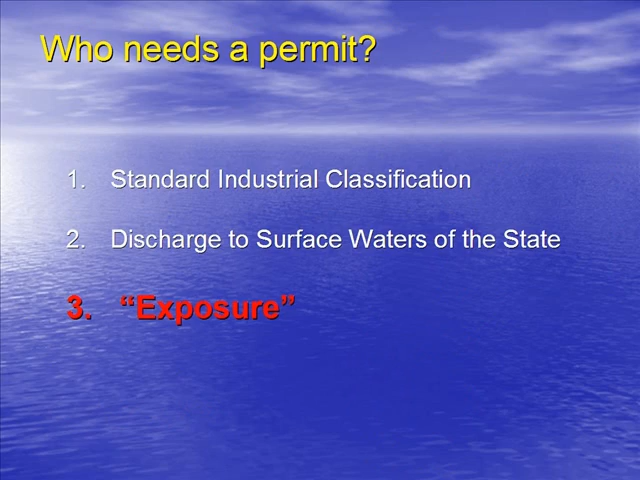 Who needs a permit?
1. Standard Industrial Classification
2. Discharge to Surface Waters of the State
3. “Exposure”